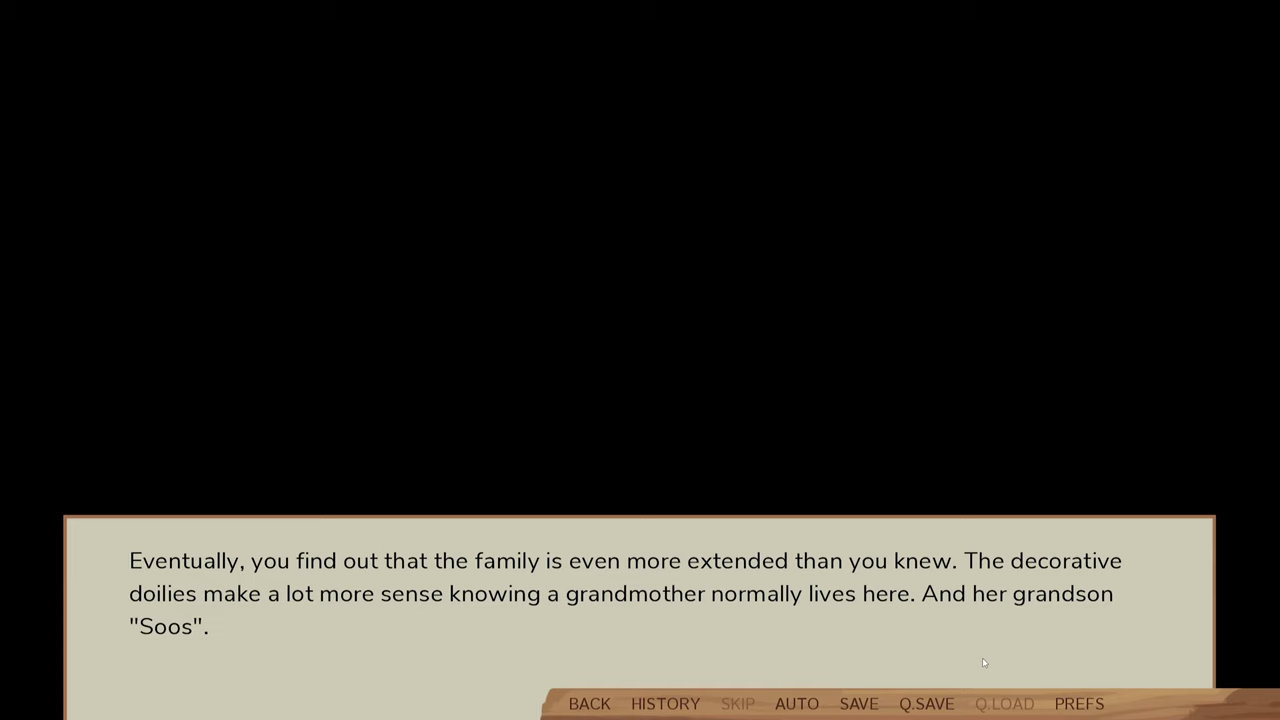 Eventually, you find out that the family is even more extended than you knew. The decorative
doilies make a lot more sense knowing a grandmother normally lives here. And her grandson
"Soos".
BACK HISTORY SKIP AUTO SAVE Q.SAVE Q.LOAD PREFS